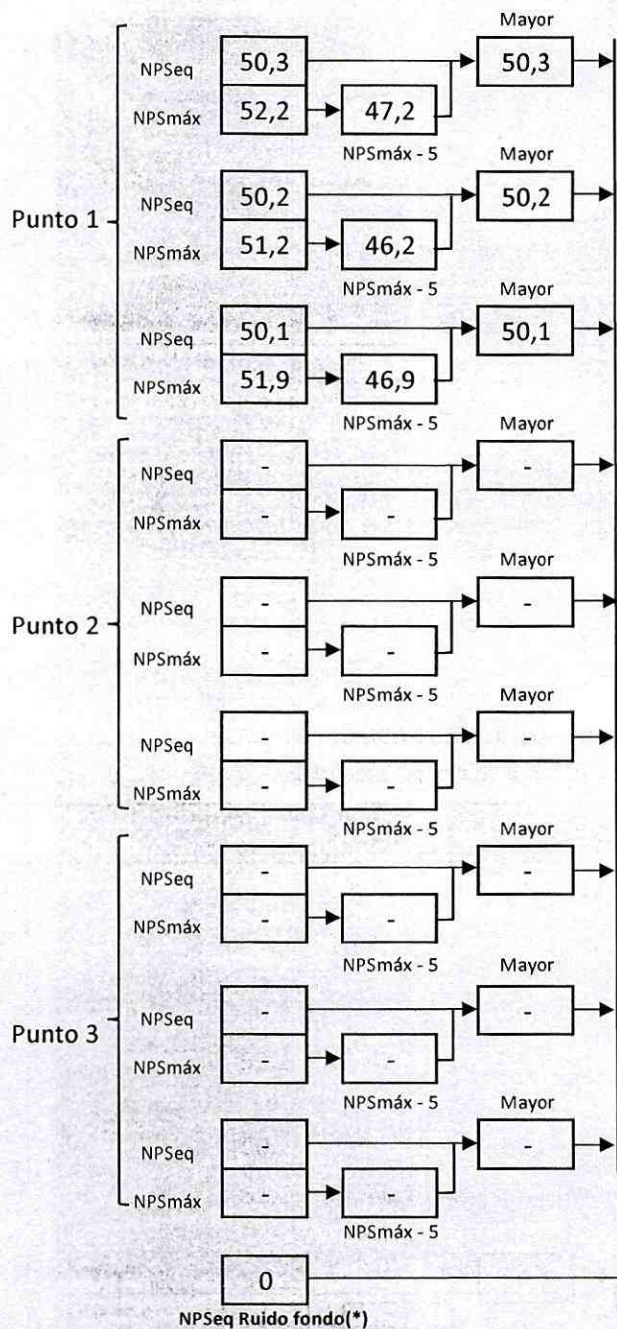 Mayor
NPSeq 50,3 50,3
NPSmáx 52,2 47,2
NPSmáx - 5
Mayor
Punto 1
NPSeq 50,2 50,2
NPSmáx 51,2 46,2
NPSmáx - 5
Mayor
NPSeq 50,1 50,1
NPSmáx 51,9 46,9
NPSmáx - 5
Mayor
NPSeq - -
NPSmáx - -
NPSmáx - 5
Mayor
Punto 2
NPSeq - -
NPSmáx - -
NPSmáx - 5
Mayor
NPSeq -
NPSmáx - -
NPSmáx - 5
Mayor
NPSeq - -
NPSmáx - -
NPSmáx - 5
Mayor
Punto 3
NPSeq - -
NPSmáx - -
NPSmáx - 5
Mayor
NPSeq - -
NPSmáx - -
NPSmáx - 5
0
NPSeq Ruido fondo(*)